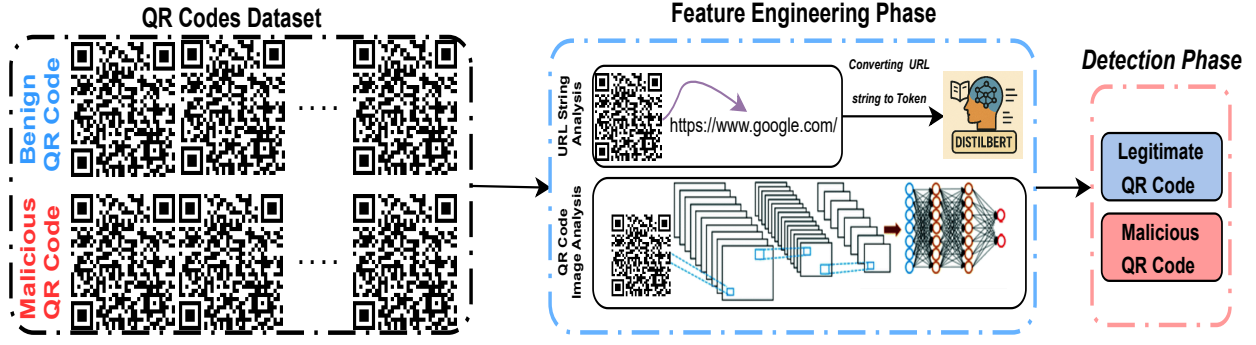 QR Codes Dataset
Benign
QR Code
Malicious
QR Code
Feature Engineering Phase
URL String
Analysis
https://www.google.com/
Converting URL
string to Token
DISTILBERT
QR Code
Image Analysis
Detection Phase
Legitimate
QR Code
Malicious
QR Code